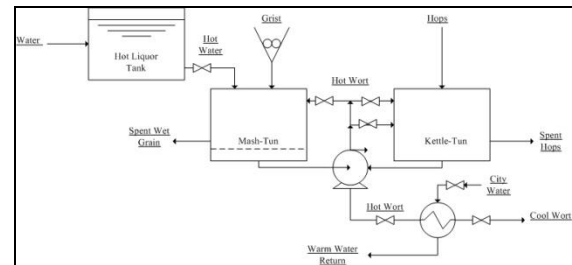 Water
Hot Liquor
Tank
Hot
Water
Grist
Hops
Hot Wort
Mash-Tun
Kettle-Tun
Spent Wet
Grain
Spent
Hops
City
Water
Hot Wort
Cool Wort
Warm Water
Return